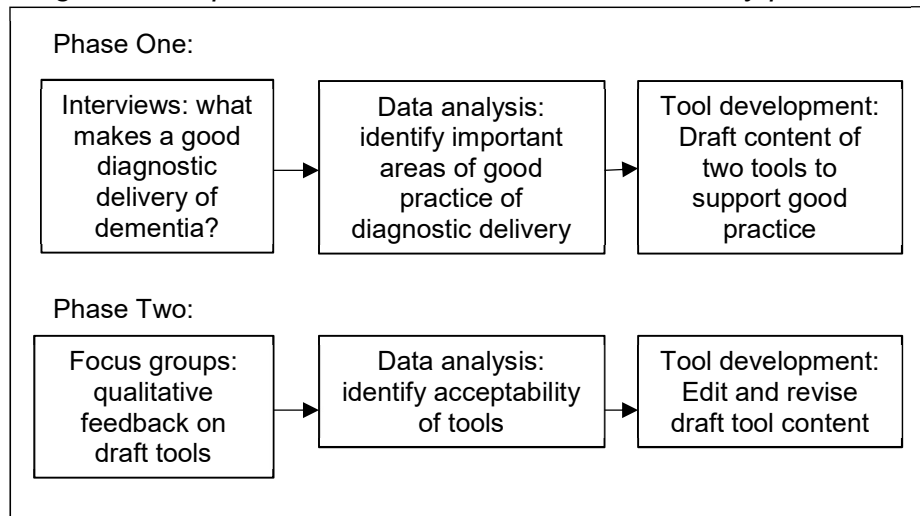 Phase One:
Interviews: what
makes a good
diagnostic
delivery of
dementia?
Data analysis:
identify important
areas of good
practice of
diagnostic delivery
Tool development:
Draft content of
two tools to
support good
practice
Phase Two:
Focus groups:
qualitative
feedback on
draft tools
Data analysis:
identify acceptability
of tools
Tool development:
Edit and revise
draft tool content